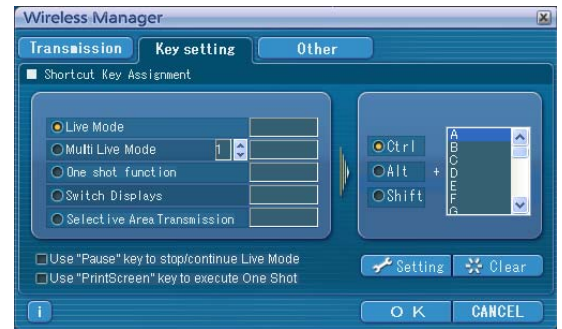 Wireless Manager
Transmission Key setting Other
Shortcut Key Assignment
Live Mode
Multi Live Mode 1
One shot function
Switch Displays
Selective Area Transmission
Ctrl
Alt +
Shift
A
B
C
D
E
F
G
Use "Pause" key to stop/continue Live Mode
Use "PrintScreen" key to execute One Shot
Setting Clear
i OK CANCEL